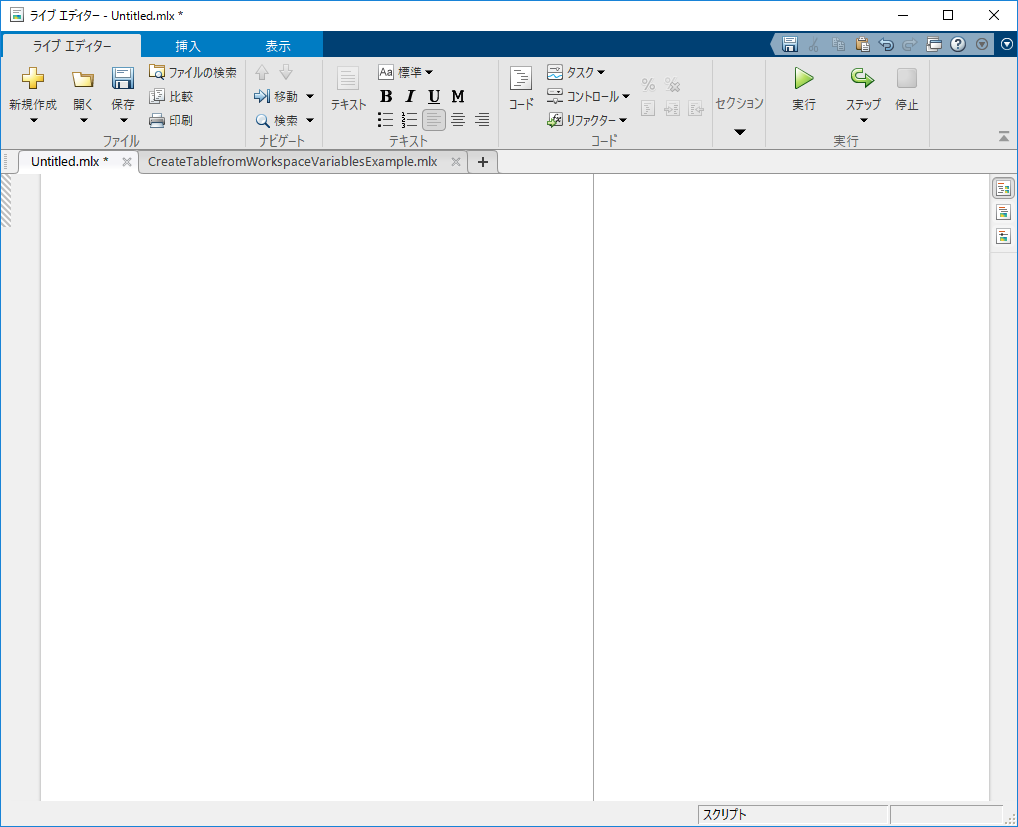 ライブ エディター - Untitled.mlx *
ライブ エディター 挿入 表示
新規作成 開く 保存
ファイルの検索
比較
印刷
ファイル
移動
検索
ナビゲート
テキスト
Aa 標準
B I U M
テキスト
コード
タスク
コントロール
リファクター
コード
セクション
実行 ステップ 停止
実行
Untitled.mlx * CreateTablefromWorkspaceVariablesExample.mlx
スクリプト